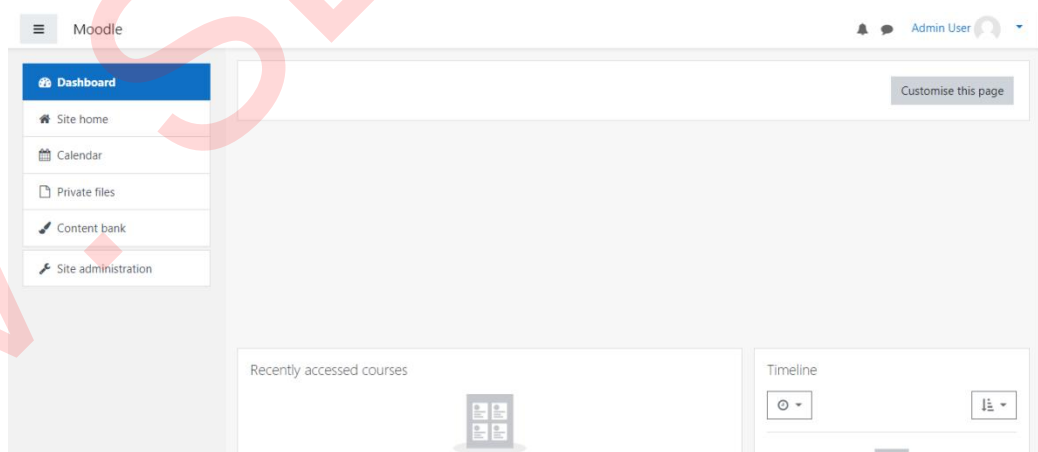 Moodle
Admin User
Dashboard
Customise this page
Site home
Calendar
Private files
Content bank
Site administration
Recently accessed courses
Timeline